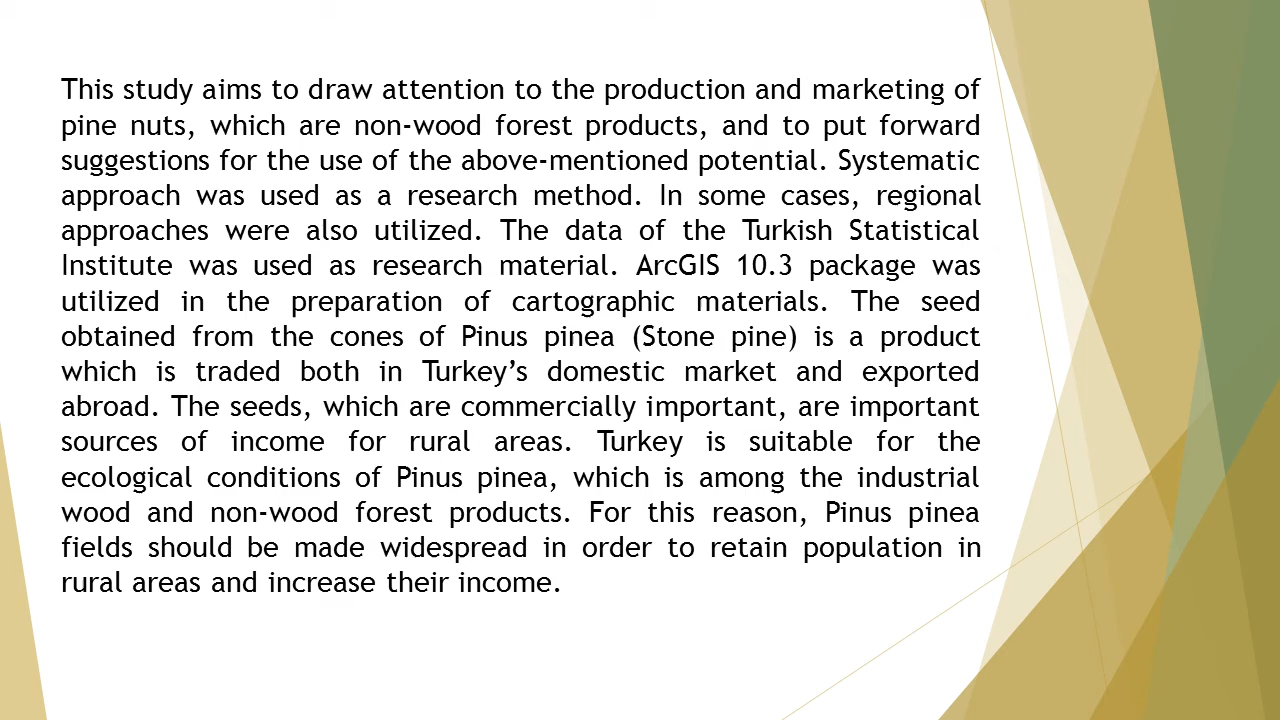 This study aims to draw attention to the production and marketing of
pine nuts, which are non-wood forest products, and to put forward
suggestions for the use of the above-mentioned potential. Systematic
approach was used as a research method. In some cases, regional
approaches were also utilized. The data of the Turkish Statistical
Institute was used as research material. ArcGIS 10.3 package was
utilized in the preparation of cartographic materials. The seed
obtained from the cones of Pinus pinea (Stone pine) is a product
which is traded both in Turkey’s domestic market and exported
abroad. The seeds, which are commercially important, are important
sources of income for rural areas. Turkey is suitable for the
ecological conditions of Pinus pinea, which is among the industrial
wood and non-wood forest products. For this reason, Pinus pinea
fields should be made widespread in order to retain population in
rural areas and increase their income.